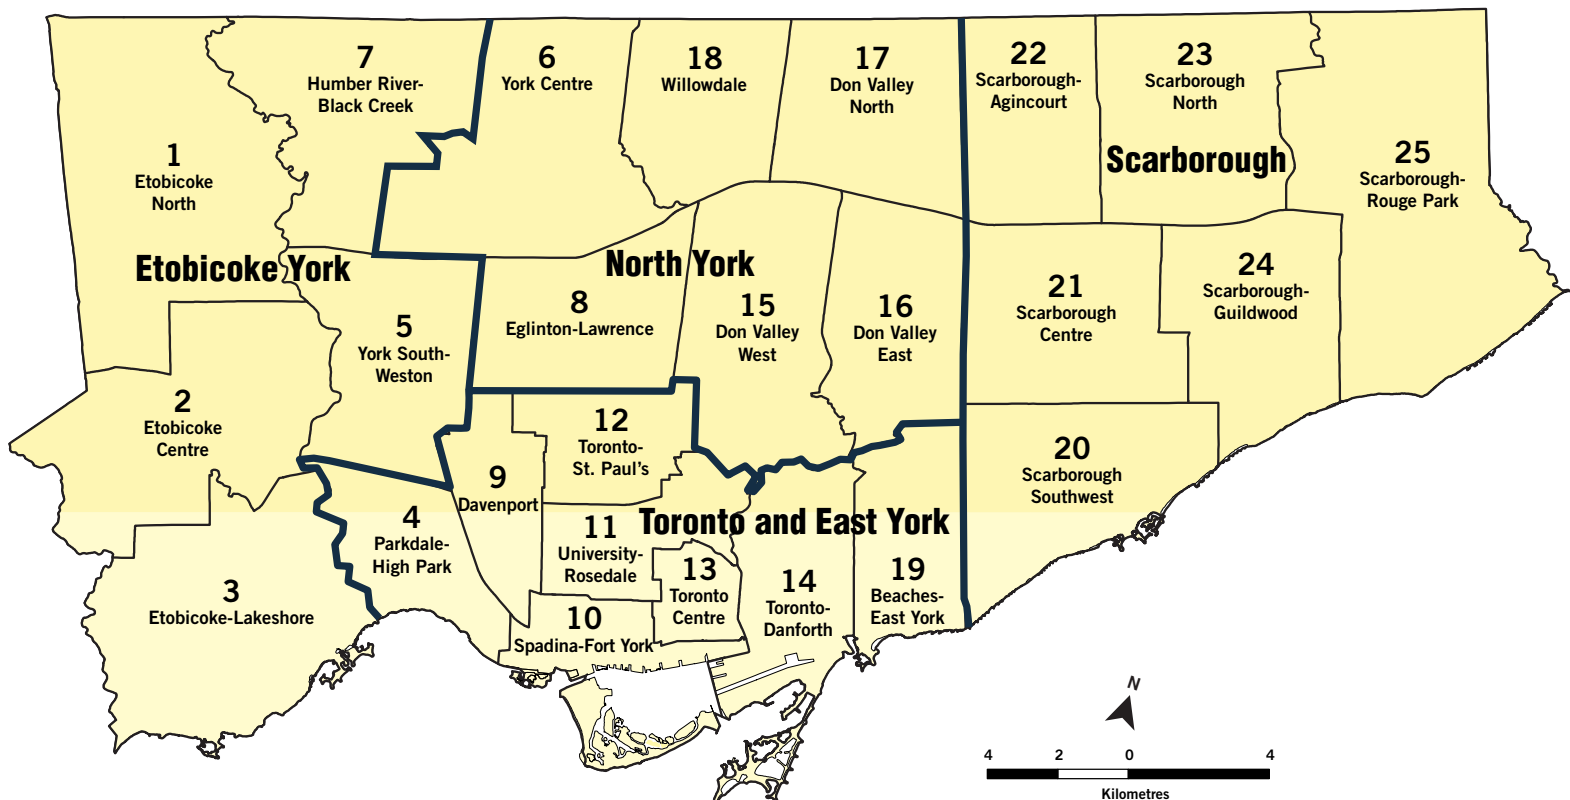 7
Humber River-
Black Creek
6
York Centre
18
Willowdale
17
Don Valley
North
22
Scarborough-
Agincourt
23
Scarborough
North
1
Etobicoke
North
Scarborough
25
Scarborough-
Rouge Park
Etobicoke York
North York
5
York South-
Weston
8
Eglinton-Lawrence
15
Don Valley
West
16
Don Valley
East
21
Scarborough
Centre
24
Scarborough-
Guildwood
2
Etobicoke
Centre
12
Toronto-
St. Paul's
9
Davenport
20
Scarborough
Southwest
4
Parkdale-
High Park
11
University-
Rosedale
Toronto and East York
13
Toronto
Centre
14
Toronto-
Danforth
19
Beaches-
East York
3
Etobicoke-Lakeshore
10
Spadina-Fort York
N
4 2 0 4
Kilometres